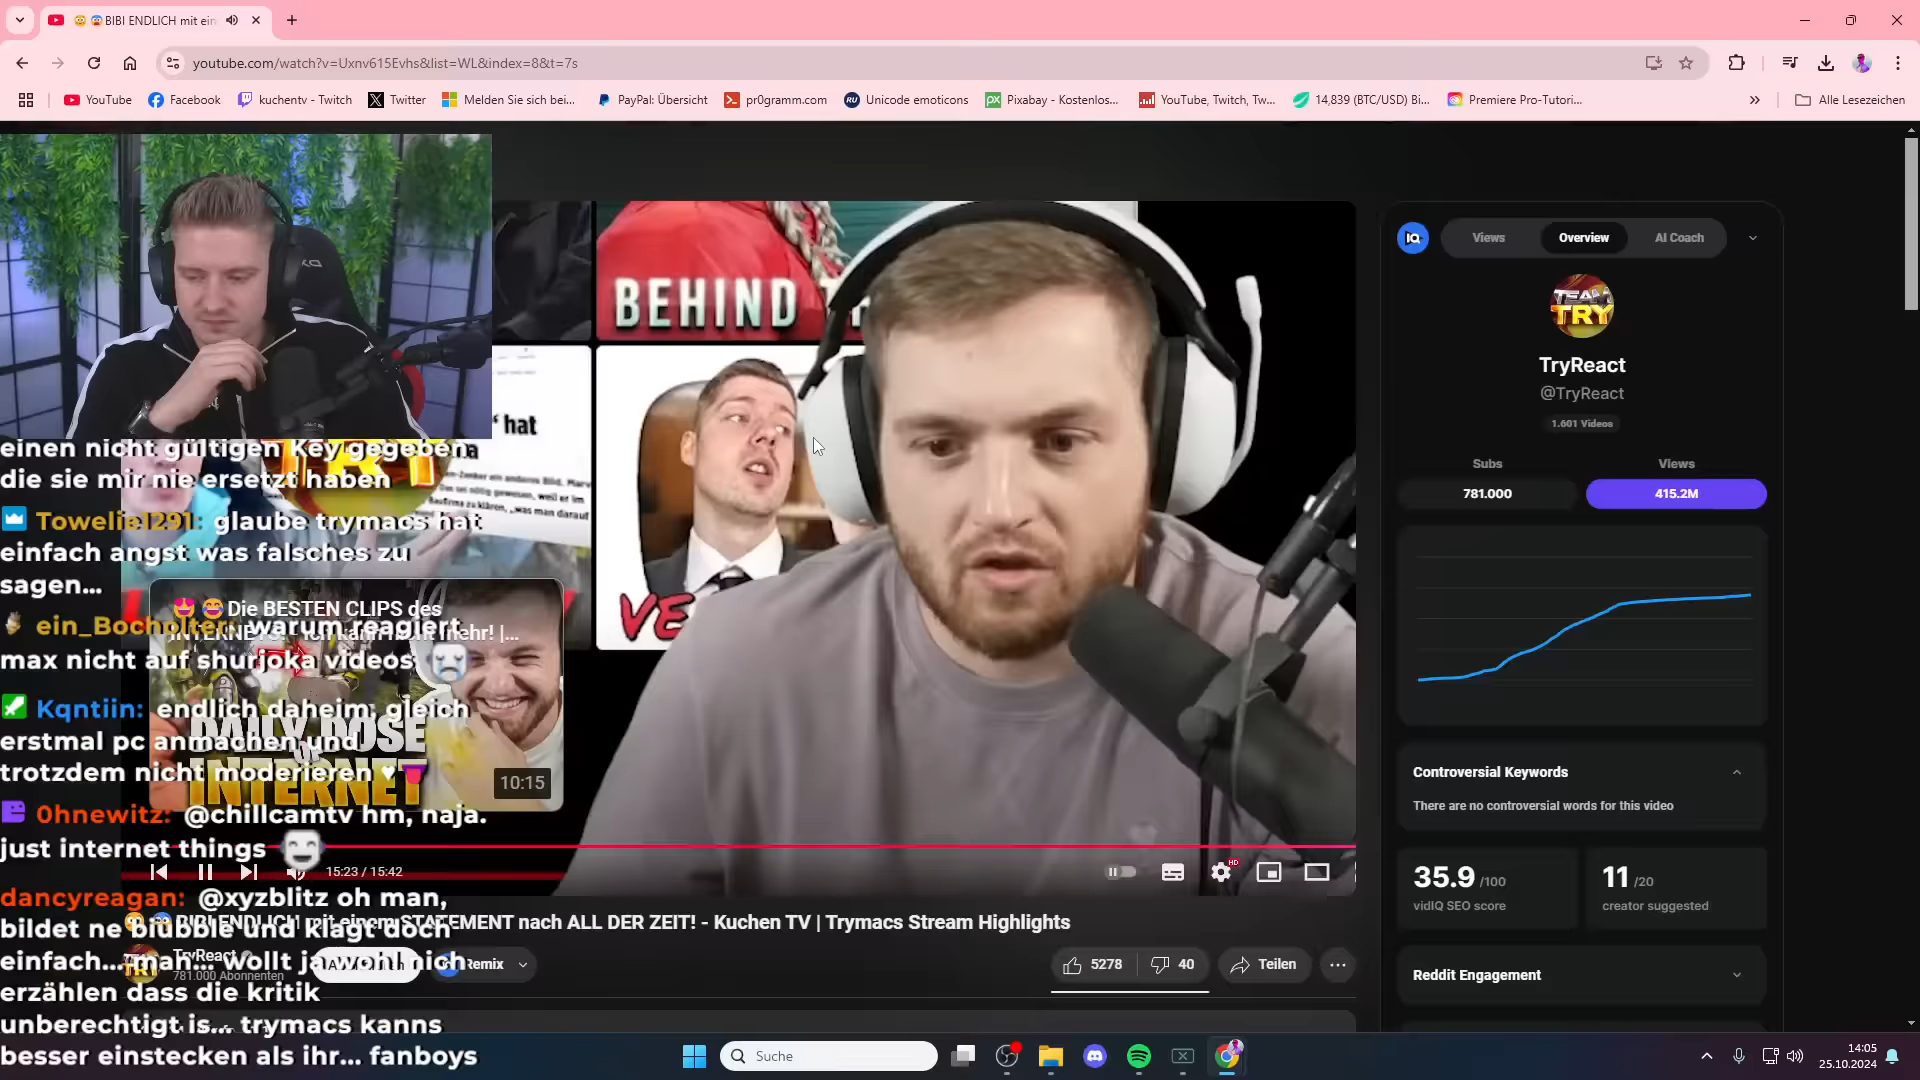 BIBI ENDLICH mit ein
youtube.com/watch?v=Uxnv615Evhs&list=WL&index=8&t=7s
YouTube
Facebook
kuchentv - Twitch
Twitter
Melden Sie sich bei...
PayPal: Übersicht
pr0gramm.com
Unicode emoticons
Pixabay - Kostenlos...
YouTube, Twitch, Tw...
14,839 (BTC/USD) Bi...
Premiere Pro-Tutori...
Alle Lesezeichen
BEHIND
' hat
einen nicht gültigen Key gegeben
die sie mir nie ersetzt haben
Towelie1291: glaube trymacs hat
einfach angst was falsches zu
sagen...
Die BESTEN CLIPS des
ein_Bocholter: warum reagiert
max nicht auf shurjoka videos
Kqntiin: endlich daheim, gleich
erstmal pc anmachen und
trotzdem nicht moderieren ♥
DAILY DOSE
INTERNET
10:15
0hnewitz: @chillcamtv hm, naja.
just internet things
15:23 / 15:42
HD
dancyreagan: @xyzblitz oh man,
bildet ne blubble und klagt doch
einfach... man... wollt ja wohl nich
erzählen dass die kritik
unberechtigt is... trymacs kanns
besser einstecken als ihr... fanboys
BIBI ENDLICH mit einem STATEMENT nach ALL DER ZEIT! - Kuchen TV | Trymacs Stream Highlights
TryReact
781.000 Abonnenten
Remix
5278
40
Teilen
Views
Overview
AI Coach
TEAM
TRY
TryReact
@TryReact
1.601 Videos
Subs
Views
781.000
415.2M
Controversial Keywords
There are no controversial words for this video
35.9 /100
vidIQ SEO score
11 /20
creator suggested
Reddit Engagement
Suche
14:05
25.10.2024